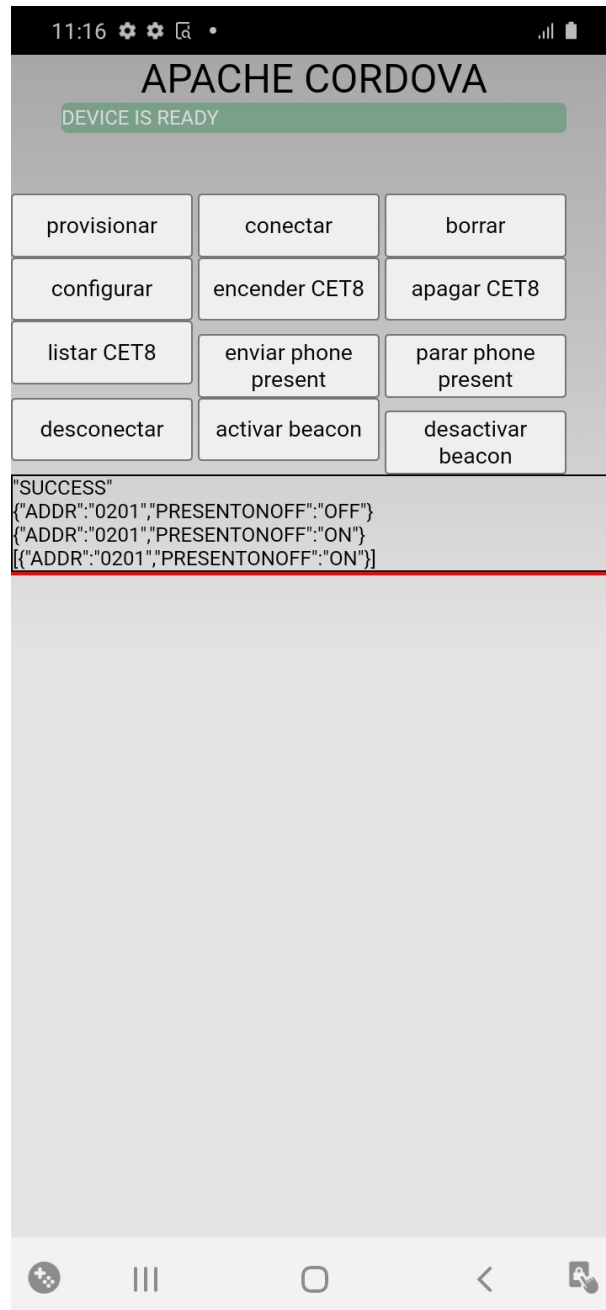 11:16
APACHE CORDOVA
DEVICE IS READY
provisionar
conectar
borrar
configurar
encender CET8
apagar CET8
listar CET8
enviar phone
present
parar phone
present
desconectar
activar beacon
desactivar
beacon
"SUCCESS"
{"ADDR":"0201","PRESENTONOFF":"OFF"}
{"ADDR":"0201","PRESENTONOFF":"ON"}
[{"ADDR":"0201","PRESENTONOFF":"ON"}]